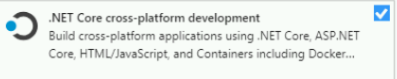 .NET Core cross-platform development
Build cross-platform applications using .NET Core, ASP.NET
Core, HTML/JavaScript, and Containers including Docker...